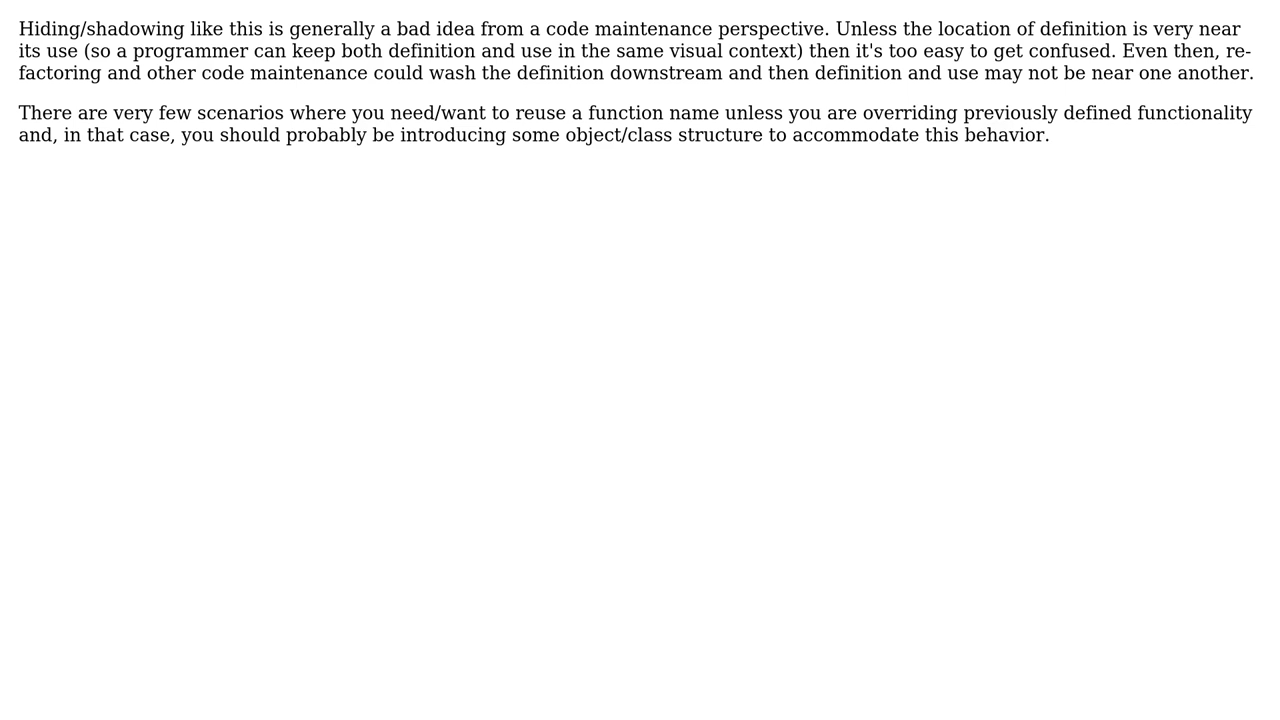 Hiding/shadowing like this is generally a bad idea from a code maintenance perspective. Unless the location of definition is very near
its use (so a programmer can keep both definition and use in the same visual context) then it's too easy to get confused. Even then, re-
factoring and other code maintenance could wash the definition downstream and then definition and use may not be near one another.
There are very few scenarios where you need/want to reuse a function name unless you are overriding previously defined functionality
and, in that case, you should probably be introducing some object/class structure to accommodate this behavior.